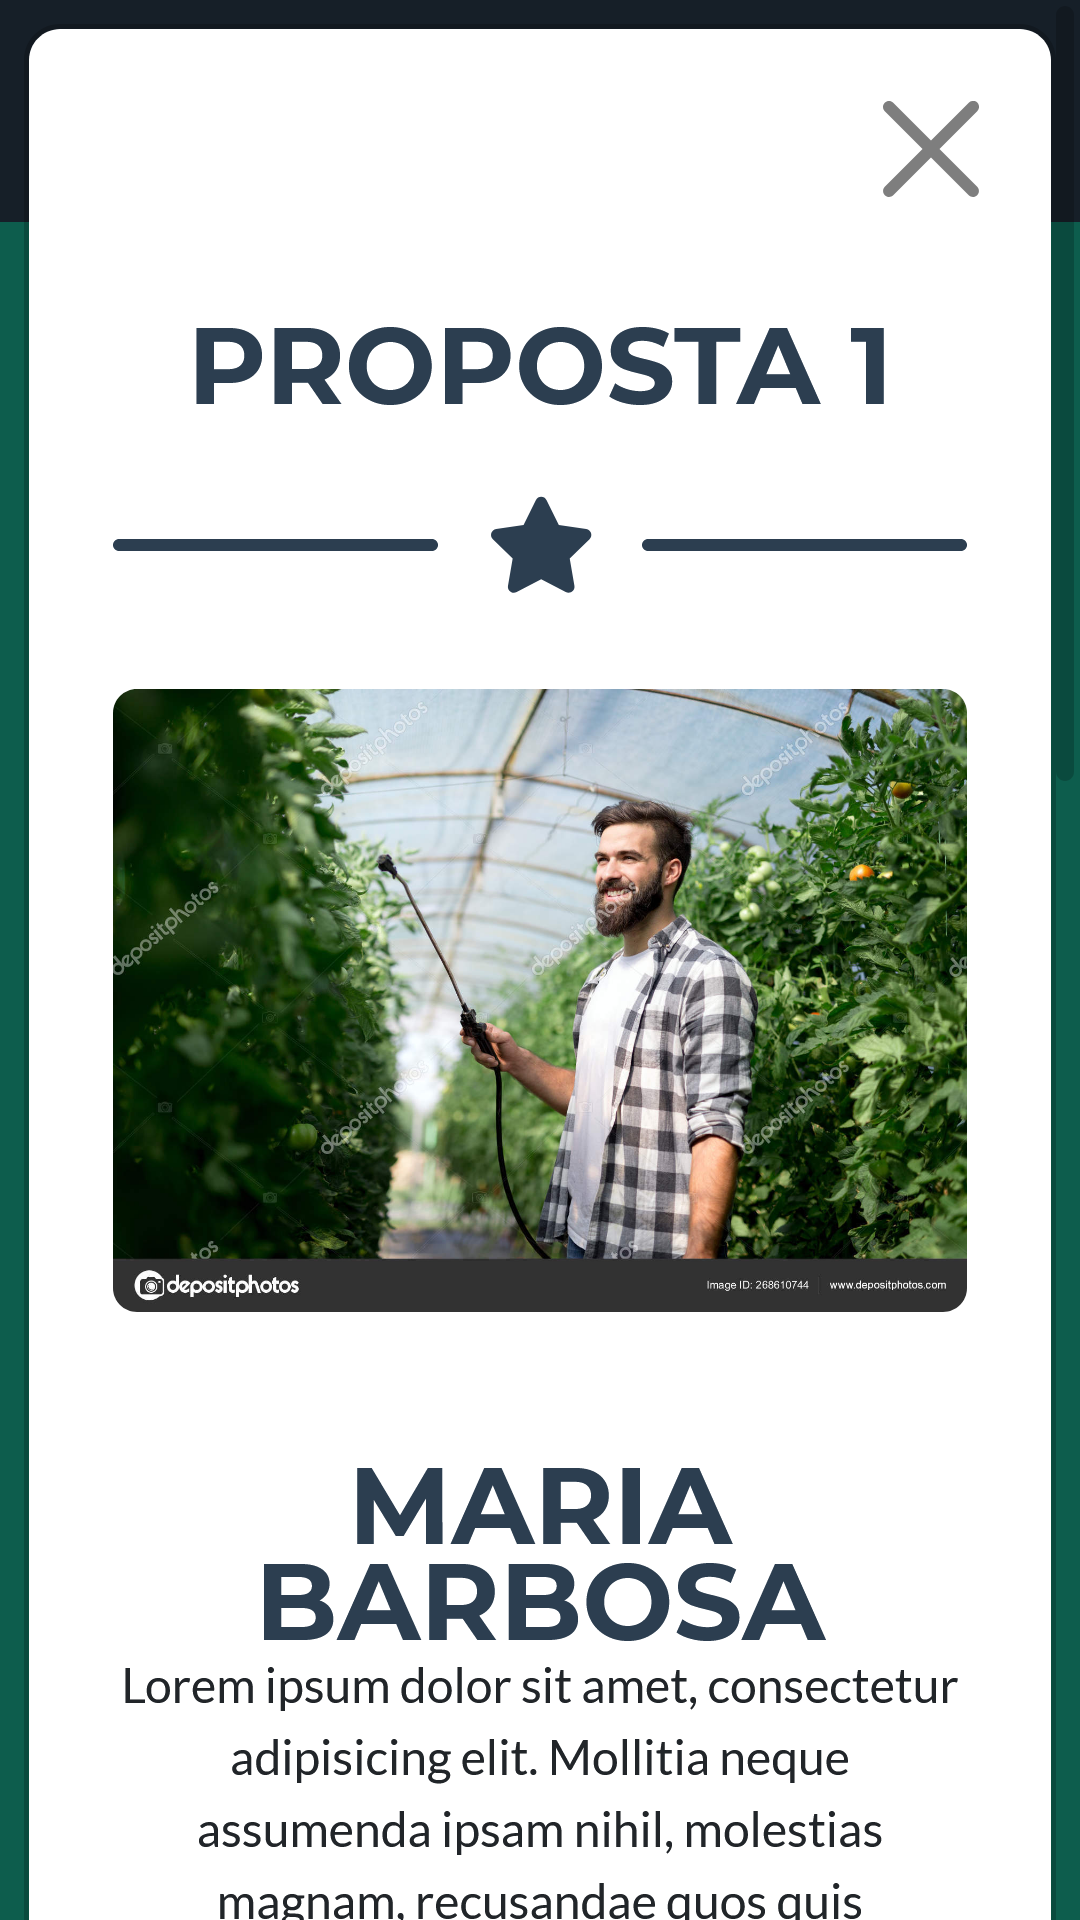 PROPOSTA 1
depositphotos depositphotos
depositphotos depositphotos
depositphotos depositphotos
depositphotos
Image ID: 268610744 www.depositphotos.com
MARIA
BARBOSA
Lorem ipsum dolor sit amet, consectetur
adipisicing elit. Mollitia neque
assumenda ipsam nihil, molestias
magnam, recusandae quos quis